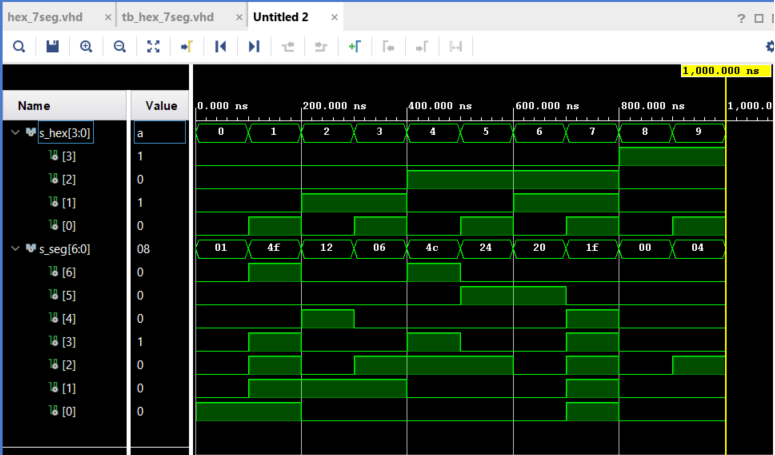 hex_7seg.vhd × tb_hex_7seg.vhd × Untitled 2 × ?
1,000.000 ns
Name Value 0.000 ns 200.000 ns 400.000 ns 600.000 ns 800.000 ns 1,000.0
s_hex[3:0] a 0 1 2 3 4 5 6 7 8 9
[3] 1
[2] 0
[1] 1
[0] 0
s_seg[6:0] 08 01 4f 12 06 4c 24 20 1f 00 04
[6] 0
[5] 0
[4] 0
[3] 1
[2] 0
[1] 0
[0] 0